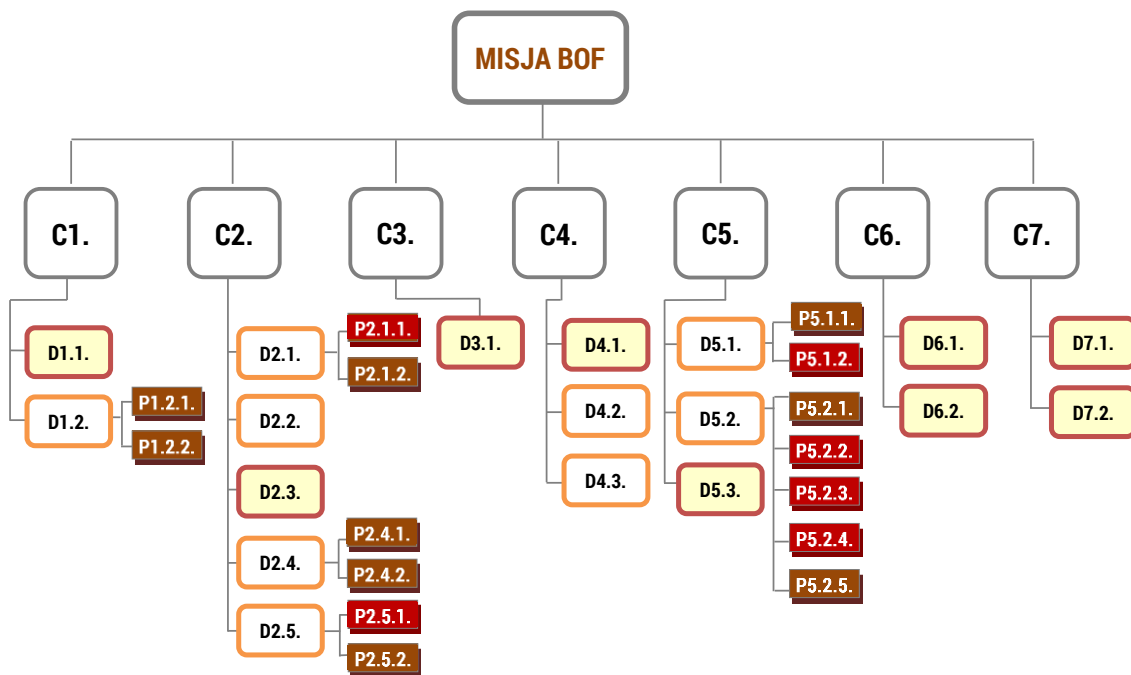 MISJA BOF
C1.
C2.
C3.
C4.
C5.
C6.
C7.
D1.1.
D1.2.
P1.2.1.
P1.2.2.
D2.1.
P2.1.1.
P2.1.2.
D2.2.
D2.3.
D2.4.
P2.4.1.
P2.4.2.
D2.5.
P2.5.1.
P2.5.2.
D3.1.
D4.1.
D4.2.
D4.3.
D5.1.
P5.1.1.
P5.1.2.
D5.2.
P5.2.1.
P5.2.2.
P5.2.3.
P5.2.4.
P5.2.5.
D5.3.
D6.1.
D6.2.
D7.1.
D7.2.